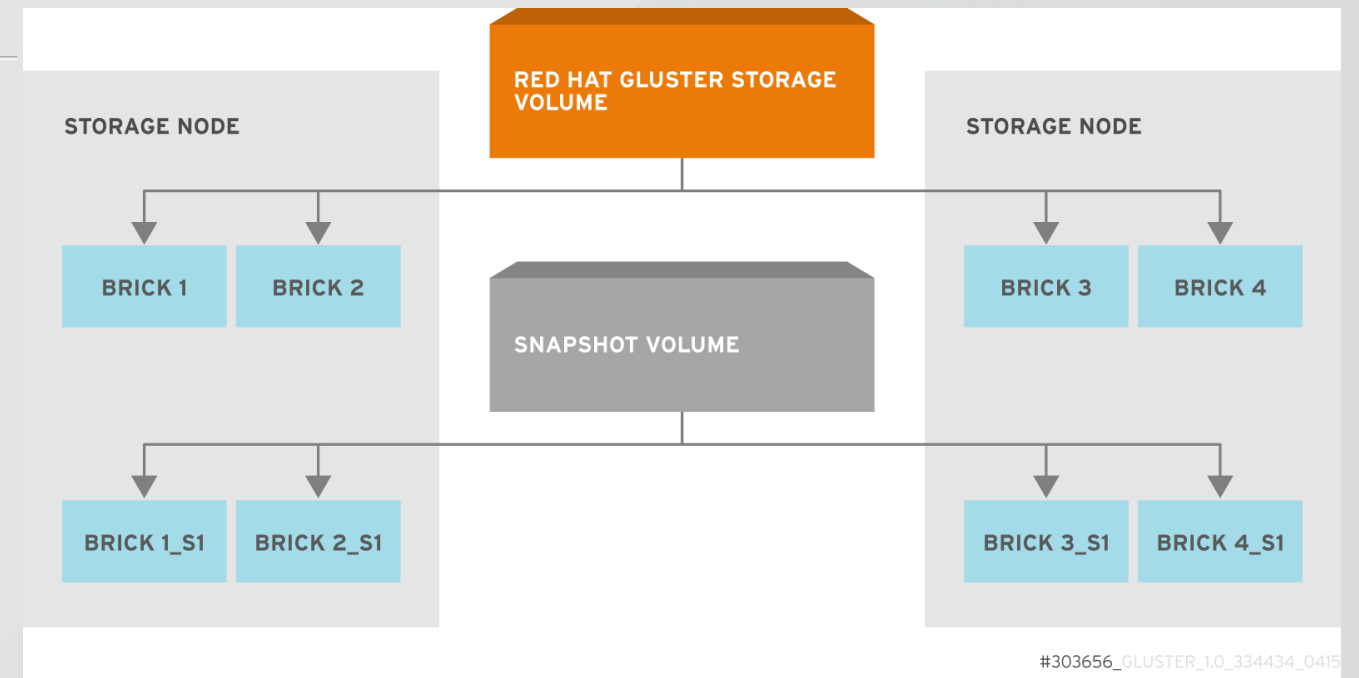 RED HAT GLUSTER STORAGE
VOLUME
STORAGE NODE
STORAGE NODE
BRICK 1
BRICK 2
BRICK 3
BRICK 4
SNAPSHOT VOLUME
BRICK 1_S1
BRICK 2_S1
BRICK 3_S1
BRICK 4_S1
#303656_GLUSTER_1.0_334434_0415